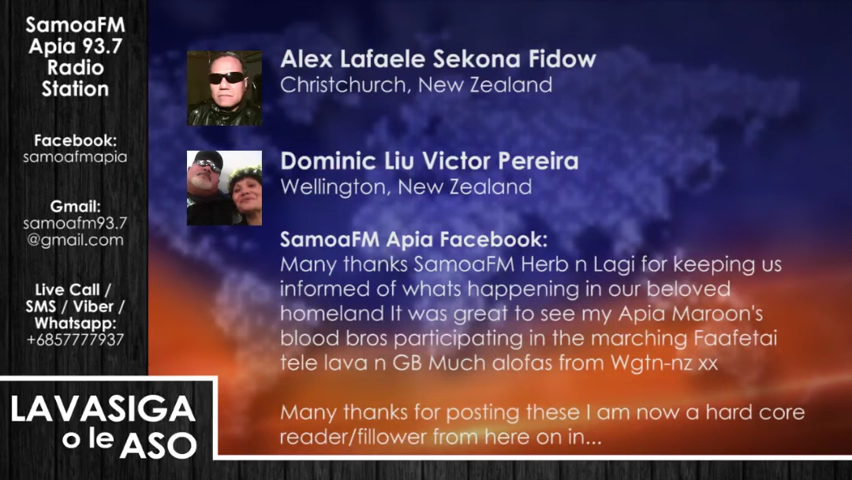 SamoaFM
Apia 93.7
Radio
Station
Facebook:
samoafmapia
Gmail:
samoafm93.7
@gmail.com
Live Call /
SMS / Viber /
Whatsapp:
+6857777937
LAVASIGA
o le ASO
Alex Lafaele Sekona Fidow
Christchurch, New Zealand
Dominic Liu Victor Pereira
Wellington, New Zealand
SamoaFM Apia Facebook:
Many thanks SamoaFM Herb n Lagi for keeping us
informed of whats happening in our beloved
homeland It was great to see my Apia Maroon's
blood bros participating in the marching Faafetai
tele lava n GB Much alofas from Wgtn-nz xx
Many thanks for posting these I am now a hard core
reader/fillower from here on in...